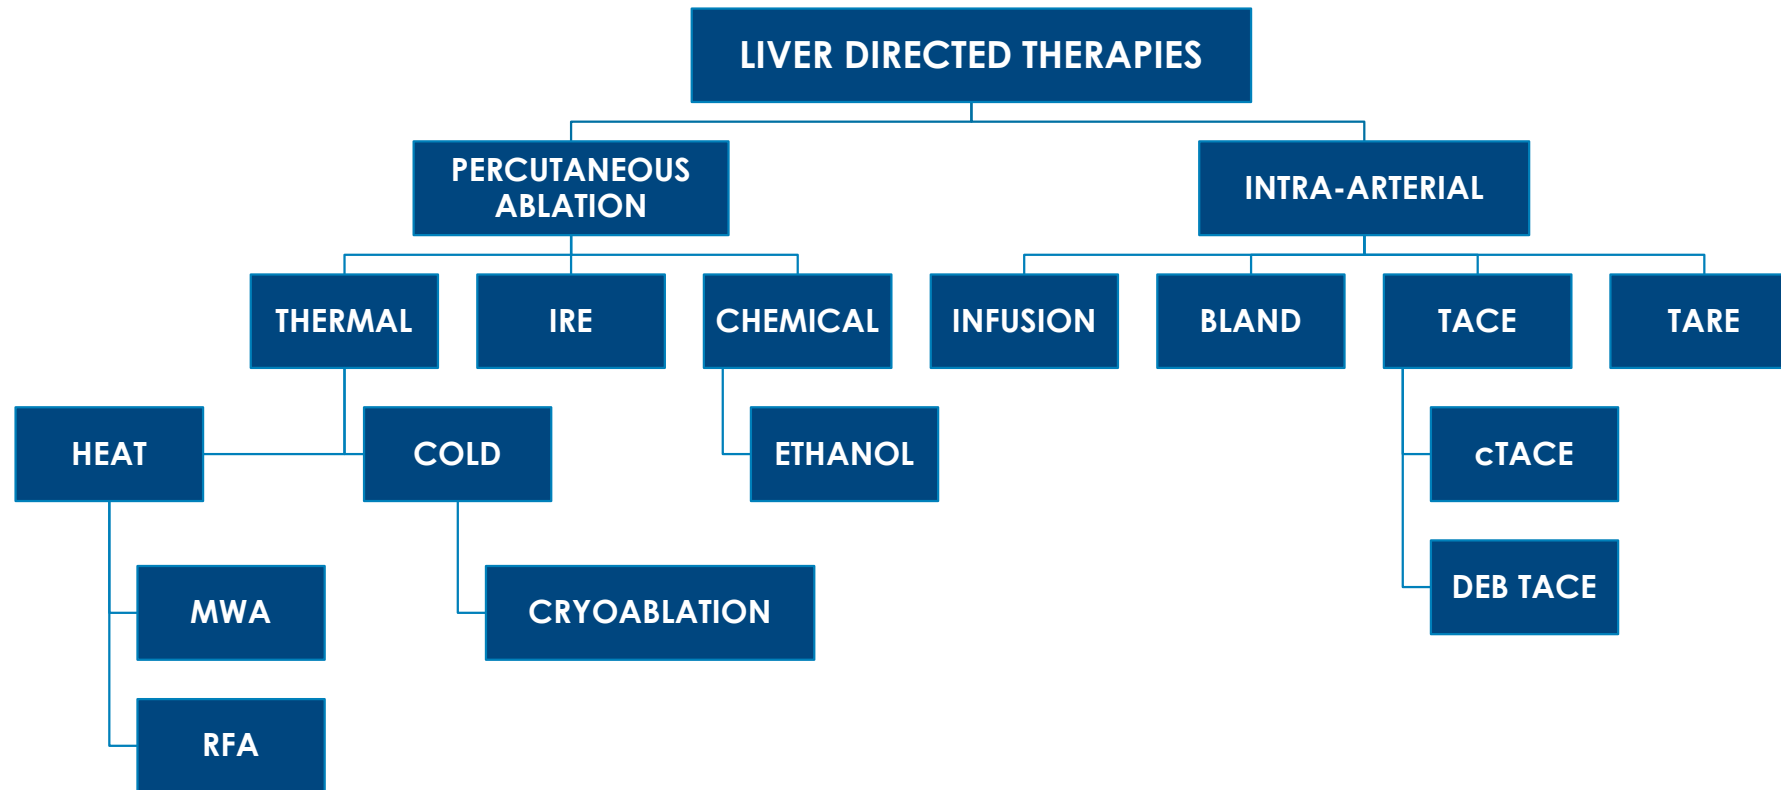 LIVER DIRECTED THERAPIES
PERCUTANEOUS
ABLATION
INTRA-ARTERIAL
THERMAL
IRE
CHEMICAL
INFUSION
BLAND
TACE
TARE
HEAT
COLD
ETHANOL
cTACE
MWA
CRYOABLATION
DEB TACE
RFA